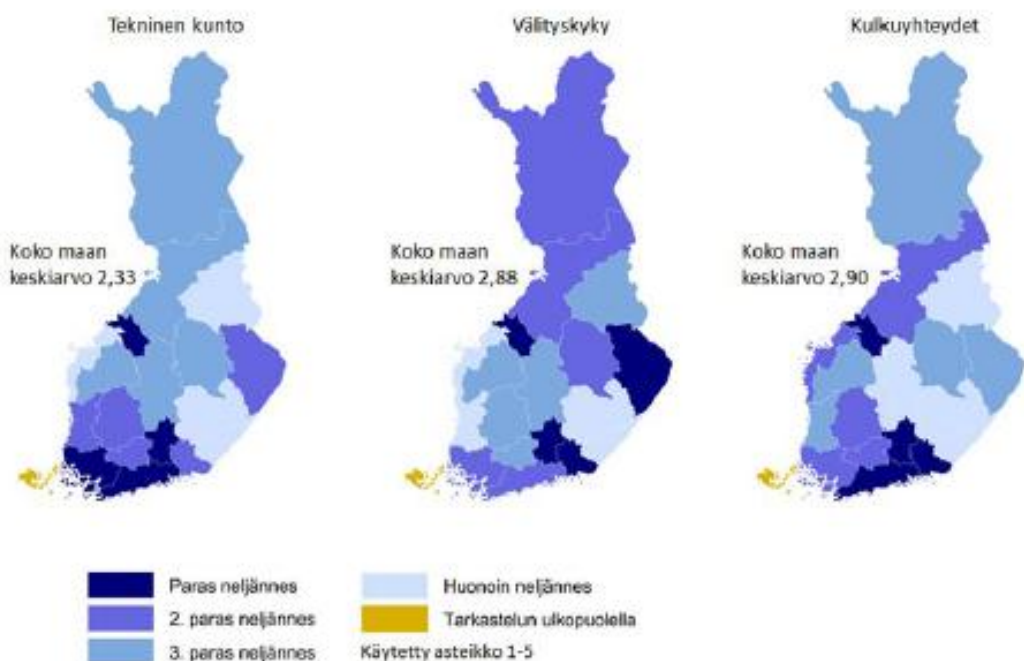 Tekninen kunto
Välityskyky
Kulkuyhteydet
Koko maan
keskiarvo 2,33
Koko maan
keskiarvo 2,88
Koko maan
keskiarvo 2,90
Paras neljännes
2. paras neljännes
3. paras neljännes
Huonoin neljännes
Tarkastelun ulkopuolella
Käytetty asteikko 1-5